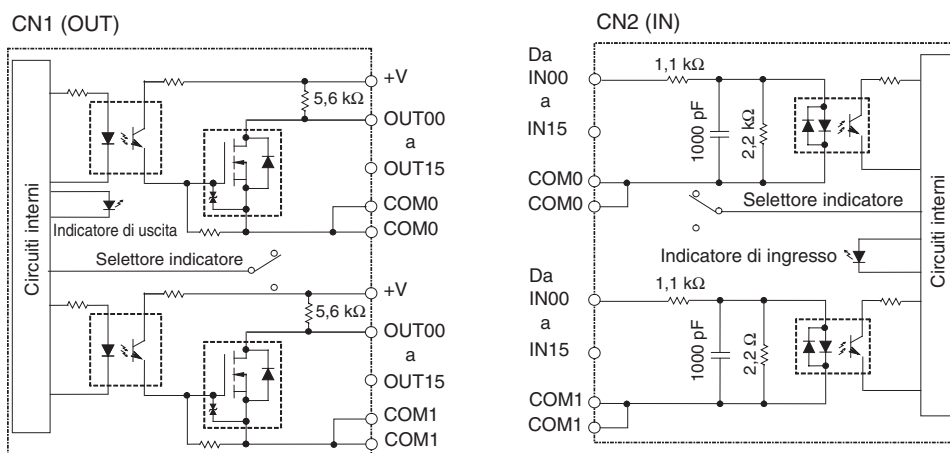 CN1 (OUT)
Circuiti interni
+V
5,6 kΩ
OUT00
a
OUT15
COM0
COM0
Indicatore di uscita
Selettore indicatore
+V
5,6 kΩ
OUT00
a
OUT15
COM1
COM1
CN2 (IN)
Da
IN00
a
IN15
COM0
COM0
1,1 kΩ
1000 pF
2,2 kΩ
Selettore indicatore
Indicatore di ingresso
Circuiti interni
Da
IN00
a
IN15
COM1
COM1
1,1 kΩ
1000 pF
2,2 Ω